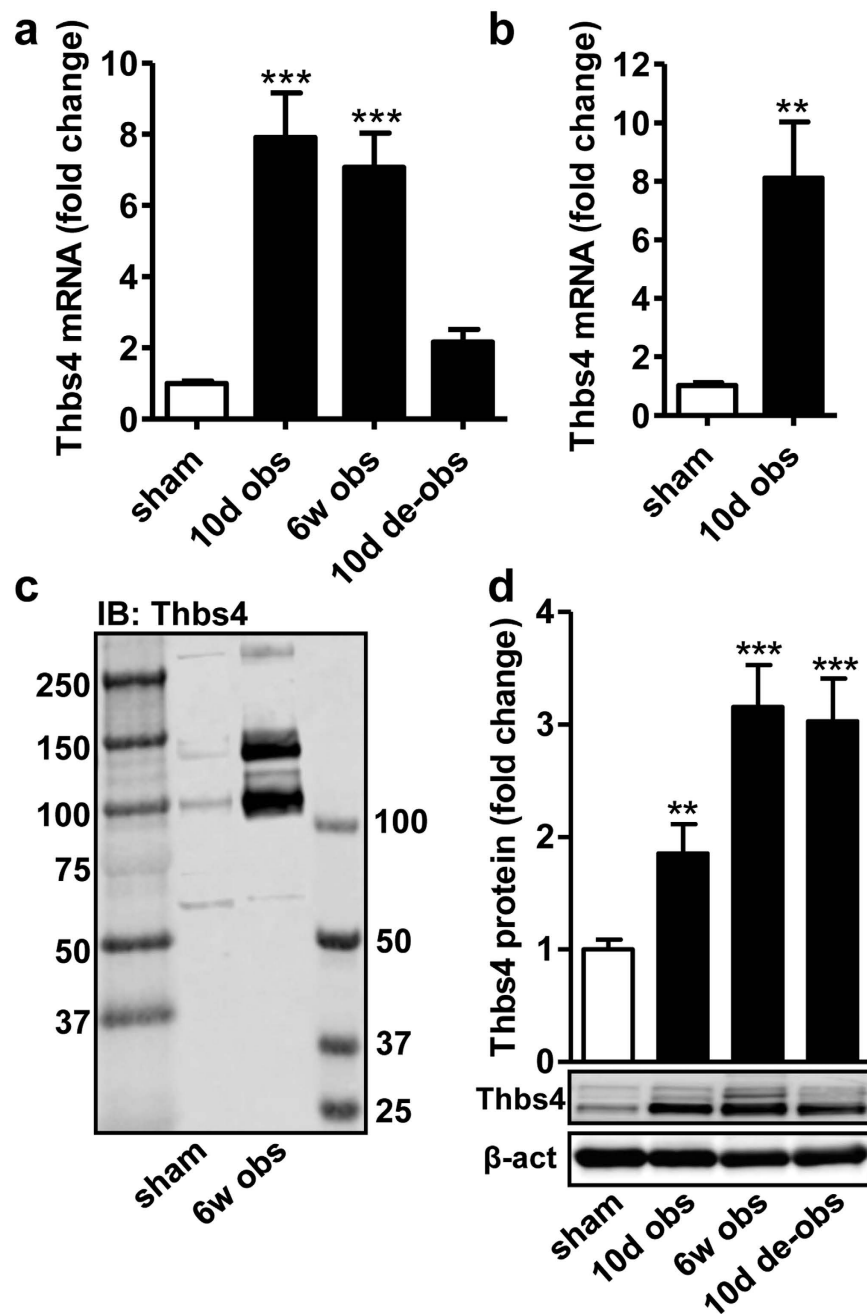 a
Thbs4 mRNA (fold change)
10
8
6
4
2
0
***
***
sham
10d obs
6w obs
10d de-obs
b
Thbs4 mRNA (fold change)
12
10
8
6
4
2
0
**
sham
10d obs
c
IB: Thbs4
250
150
100
75
50
37
100
50
37
25
sham
6w obs
d
Thbs4 protein (fold change)
4
3
2
1
0
**
***
***
Thbs4
β-act
sham
10d obs
6w obs
10d de-obs